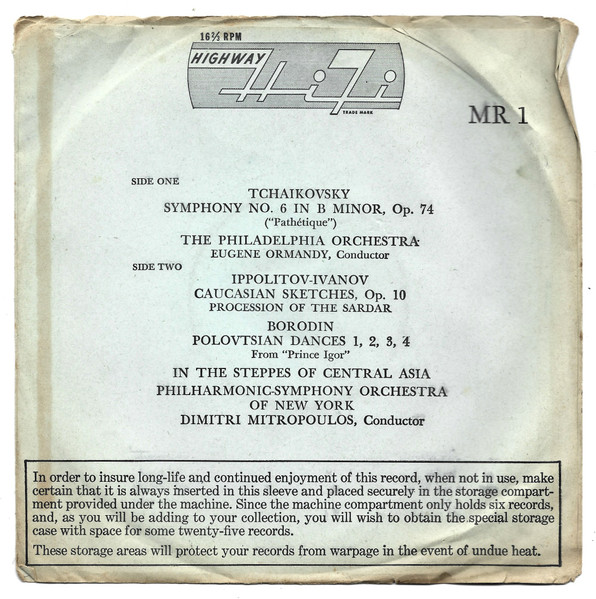 16⅔ RPM
HIGHWAY
Hi-Fi
TRADE MARK
MR 1
SIDE ONE
TCHAIKOVSKY
SYMPHONY NO. 6 IN B MINOR, Op. 74
("Pathétique")
THE PHILADELPHIA ORCHESTRA
EUGENE ORMANDY, Conductor
SIDE TWO
IPPOLITOV-IVANOV
CAUCASIAN SKETCHES, Op. 10
PROCESSION OF THE SARDAR
BORODIN
POLOVTSIAN DANCES 1, 2, 3, 4
From "Prince Igor"
IN THE STEPPES OF CENTRAL ASIA
PHILHARMONIC-SYMPHONY ORCHESTRA
OF NEW YORK
DIMITRI MITROPOULOS, Conductor
In order to insure long-life and continued enjoyment of this record, when not in use, make
certain that it is always inserted in this sleeve and placed securely in the storage compart-
ment provided under the machine. Since the machine compartment only holds six records,
and, as you will be adding to your collection, you will wish to obtain the special storage
case with space for some twenty-five records.
These storage areas will protect your records from warpage in the event of undue heat.